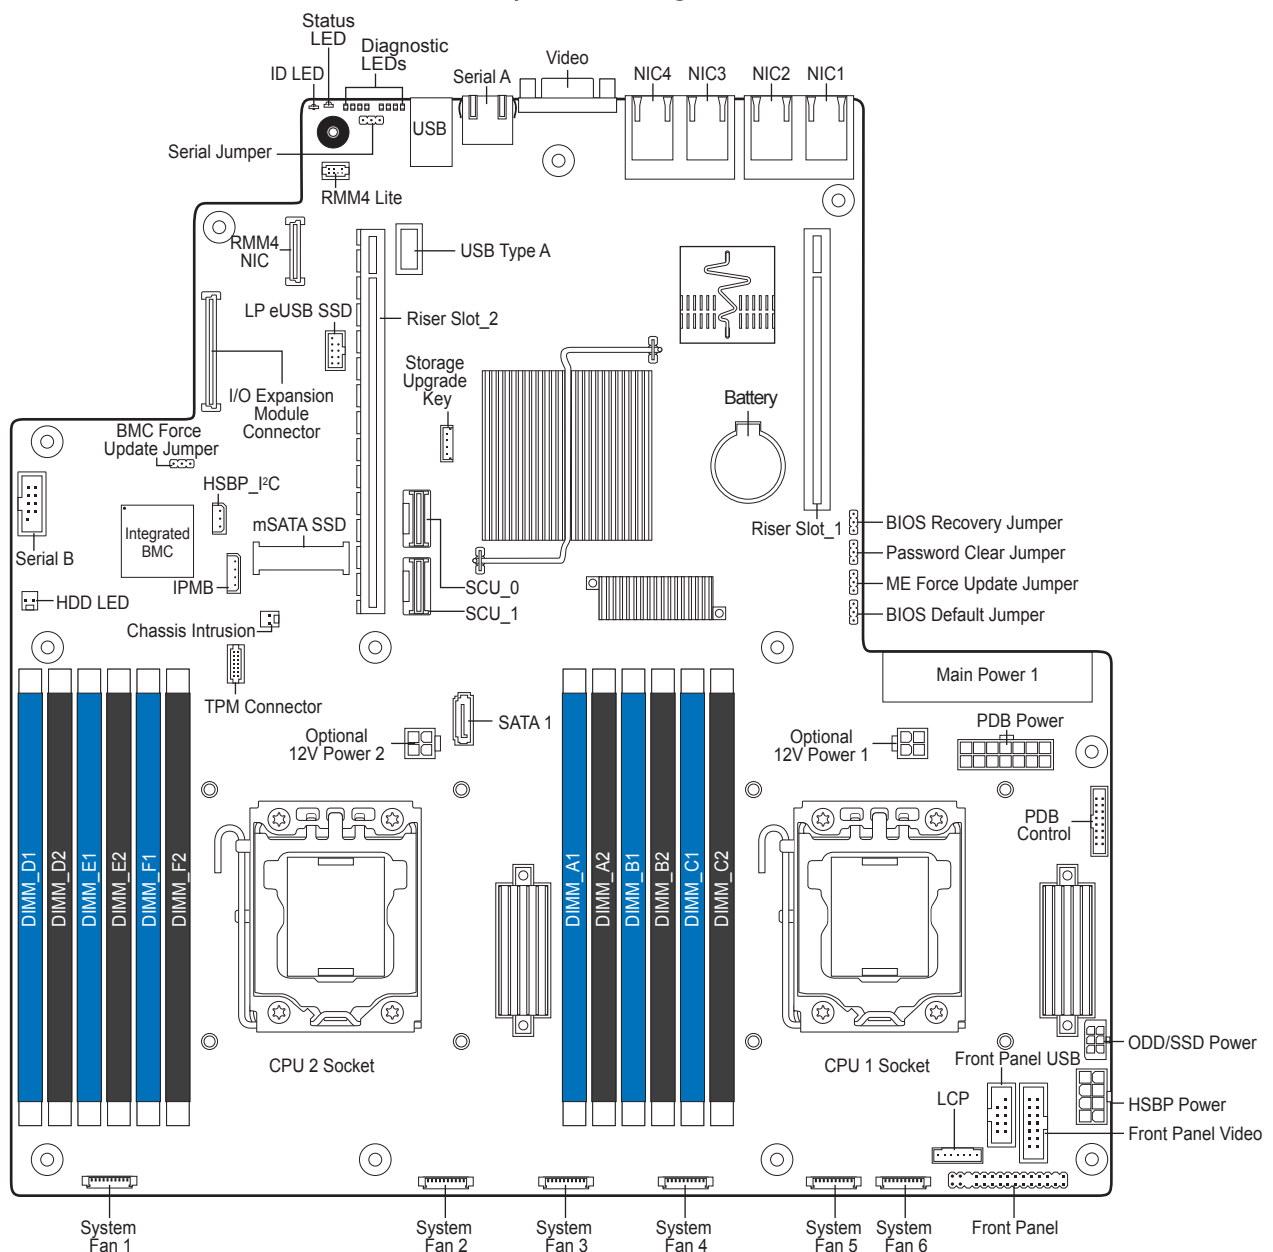 Status
LED
Diagnostic
LEDs
ID LED
Serial A
Video
NIC4
NIC3
NIC2
NIC1
USB
Serial Jumper
RMM4 Lite
RMM4
NIC
USB Type A
LP eUSB SSD
Riser Slot_2
Storage
Upgrade
Key
I/O Expansion
Module
Connector
Battery
BMC Force
Update Jumper
HSBP_I²C
mSATA SSD
Integrated
BMC
Serial B
IPMB
HDD LED
Chassis Intrusion
SCU_0
SCU_1
Riser Slot_1
BIOS Recovery Jumper
Password Clear Jumper
ME Force Update Jumper
BIOS Default Jumper
TPM Connector
Optional
12V Power 2
SATA 1
Optional
12V Power 1
Main Power 1
PDB Power
PDB
Control
DIMM_D1
DIMM_D2
DIMM_E1
DIMM_E2
DIMM_F1
DIMM_F2
DIMM_A1
DIMM_A2
DIMM_B1
DIMM_B2
DIMM_C1
DIMM_C2
CPU 2 Socket
CPU 1 Socket
ODD/SSD Power
Front Panel USB
LCP
HSBP Power
Front Panel Video
System
Fan 1
System
Fan 2
System
Fan 3
System
Fan 4
System
Fan 5
System
Fan 6
Front Panel